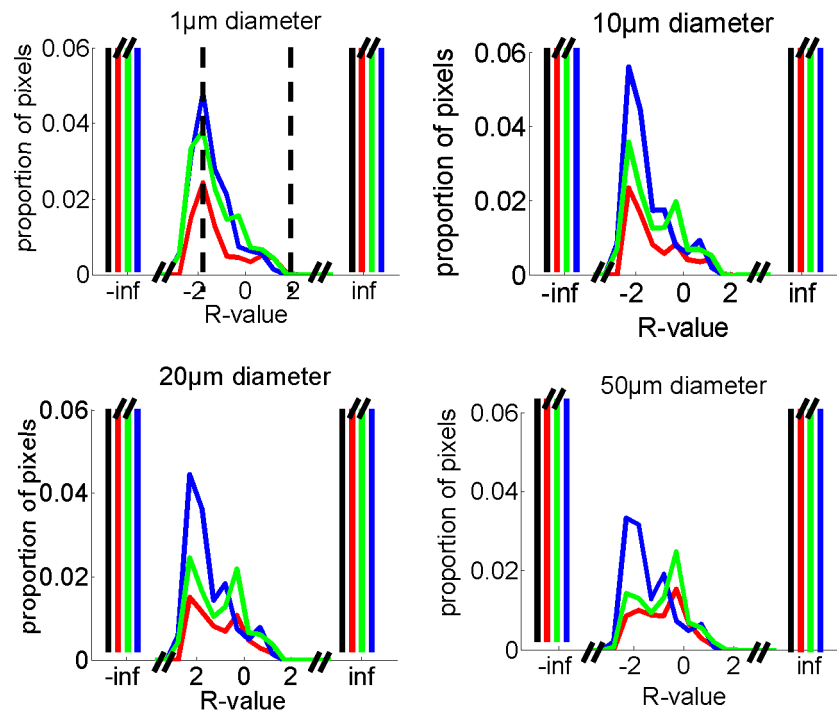 1µm diameter
0.06
0.04
0.02
0
proportion of pixels
-inf
-2
0
2
inf
R-value
10µm diameter
0.06
0.04
0.02
0
proportion of pixels
-inf
-2
0
2
inf
R-value
20µm diameter
0.06
0.04
0.02
0
proportion of pixels
-inf
2
0
2
inf
R-value
50µm diameter
0.06
0.04
0.02
0
proportion of pixels
-inf
-2
0
2
inf
R-value